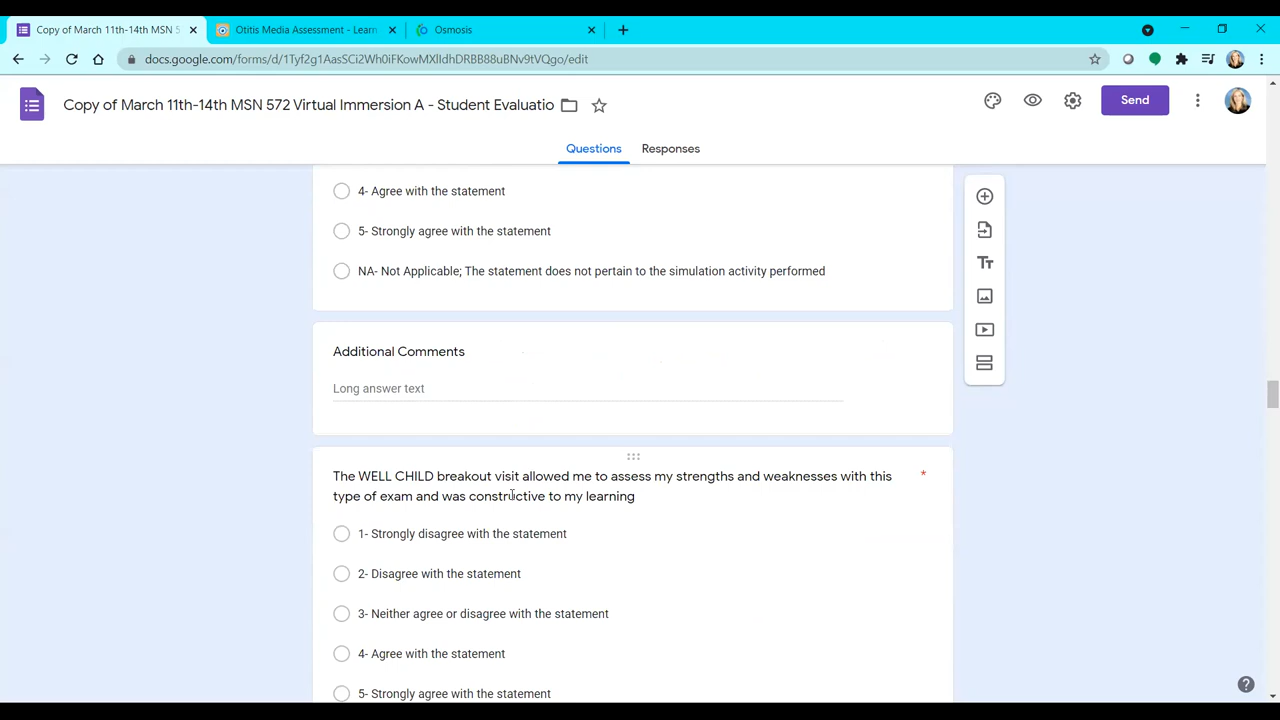 Copy of March 11th-14th MSN 5
Otitis Media Assessment - Learn
Osmosis
docs.google.com/forms/d/1Tyf2g1AasSCi2Wh0iFKowMXlIdhDRBB88uBNv9tVQgo/edit
Copy of March 11th-14th MSN 572 Virtual Immersion A - Student Evaluatio
Send
Questions
Responses
4- Agree with the statement
5- Strongly agree with the statement
NA- Not Applicable; The statement does not pertain to the simulation activity performed
Additional Comments
Long answer text
The WELL CHILD breakout visit allowed me to assess my strengths and weaknesses with this *
type of exam and was constructive to my learning
1- Strongly disagree with the statement
2- Disagree with the statement
3- Neither agree or disagree with the statement
4- Agree with the statement
5- Strongly agree with the statement